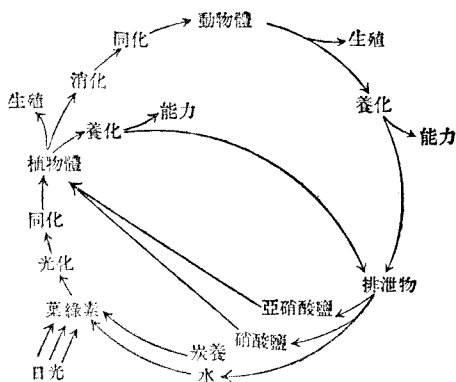 同化
動物體
生殖
消化
養化
能力
生殖
養化
能力
植物體
同化
光化
排泄物
亞硝酸鹽
葉綠素
硝酸鹽
炭養
水
日光